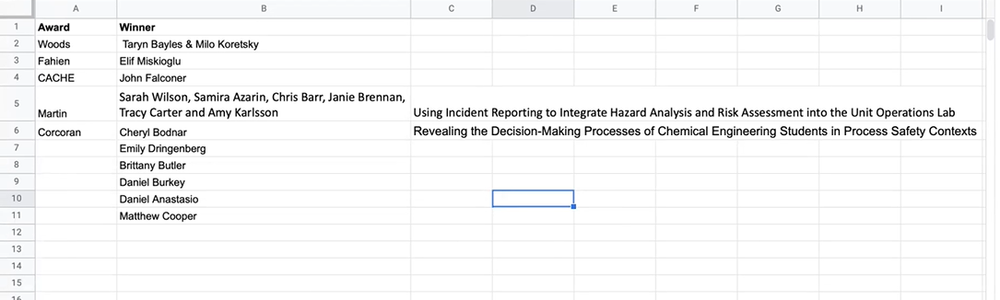 A B C D E F G H I
1 Award Winner
2 Woods Taryn Bayles & Milo Koretsky
3 Fahien Elif Miskioglu
4 CACHE John Falconer
Sarah Wilson, Samira Azarin, Chris Barr, Janie Brennan,
5 Martin Tracy Carter and Amy Karlsson Using Incident Reporting to Integrate Hazard Analysis and Risk Assessment into the Unit Operations Lab
6 Corcoran Cheryl Bodnar Revealing the Decision-Making Processes of Chemical Engineering Students in Process Safety Contexts
7 Emily Dringenberg
8 Brittany Butler
9 Daniel Burkey
10 Daniel Anastasio
11 Matthew Cooper
12
13
14
15
16